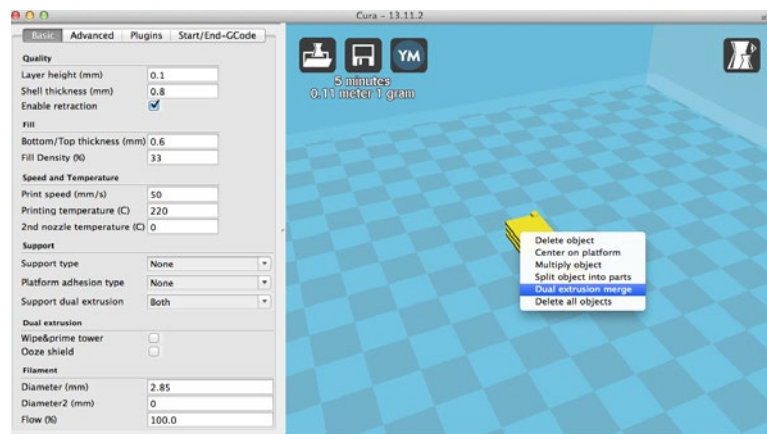 Cura - 13.11.2
Basic Advanced Plugins Start/End-GCode
Quality
Layer height (mm) 0.1
Shell thickness (mm) 0.8
Enable retraction
Fill
Bottom/Top thickness (mm) 0.6
Fill Density (%) 33
Speed and Temperature
Print speed (mm/s) 50
Printing temperature (C) 220
2nd nozzle temperature (C) 0
Support
Support type None
Platform adhesion type None
Support dual extrusion Both
Dual extrusion
Wipe&prime tower
Ooze shield
Filament
Diameter (mm) 2.85
Diameter2 (mm) 0
Flow (%) 100.0
YM
5 minutes
0.11 meter 1 gram
Delete object
Center on platform
Multiply object
Split object into parts
Dual extrusion merge
Delete all objects